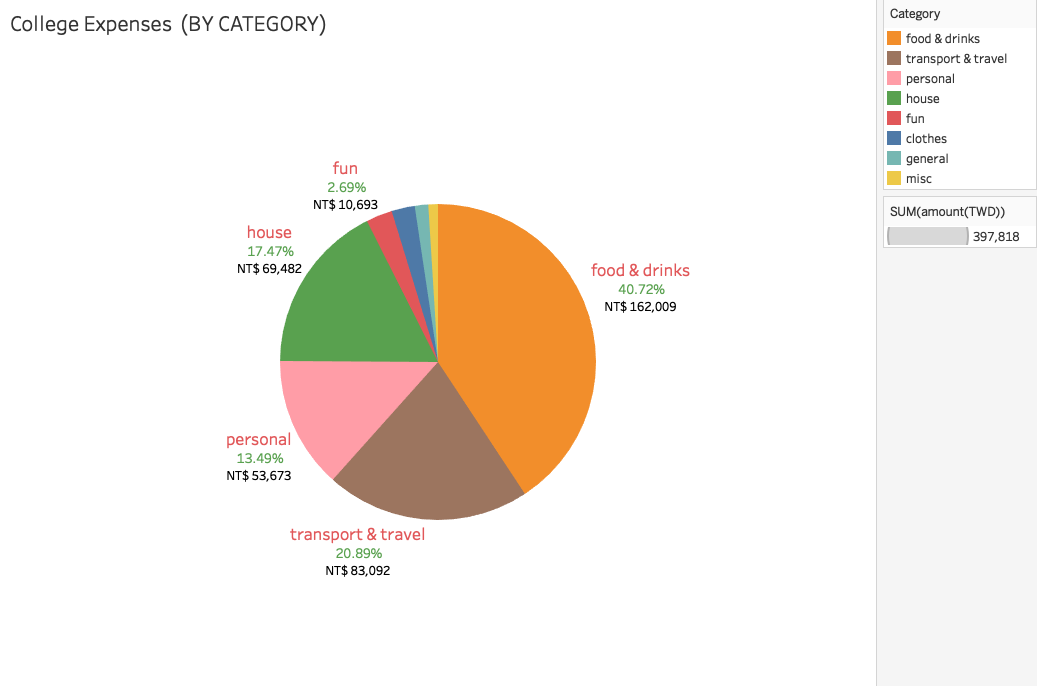 College Expenses (BY CATEGORY)
fun
2.69%
NT$ 10,693
house
17.47%
NT$ 69,482
food & drinks
40.72%
NT$ 162,009
personal
13.49%
NT$ 53,673
transport & travel
20.89%
NT$ 83,092
Category
food & drinks
transport & travel
personal
house
fun
clothes
general
misc
SUM(amount(TWD))
397,818